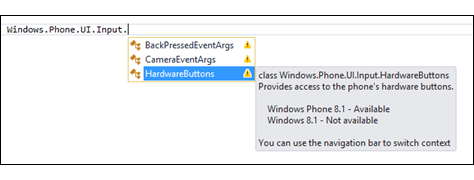 Windows.Phone.UI.Input.
BackPressedEventArgs
CameraEventArgs
HardwareButtons
class Windows.Phone.UI.Input.HardwareButtons
Provides access to the phone's hardware buttons.
Windows Phone 8.1 - Available
Windows 8.1 - Not available
You can use the navigation bar to switch context